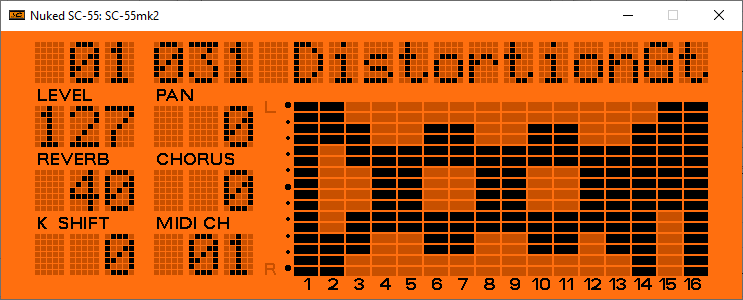 Nuked SC-55: SC-55mk2
01 031 DistortionGt
LEVEL PAN L
127 0
REVERB CHORUS
40 0
K SHIFT MIDI CH
0 01 R
1 2 3 4 5 6 7 8 9 10 11 12 13 14 15 16